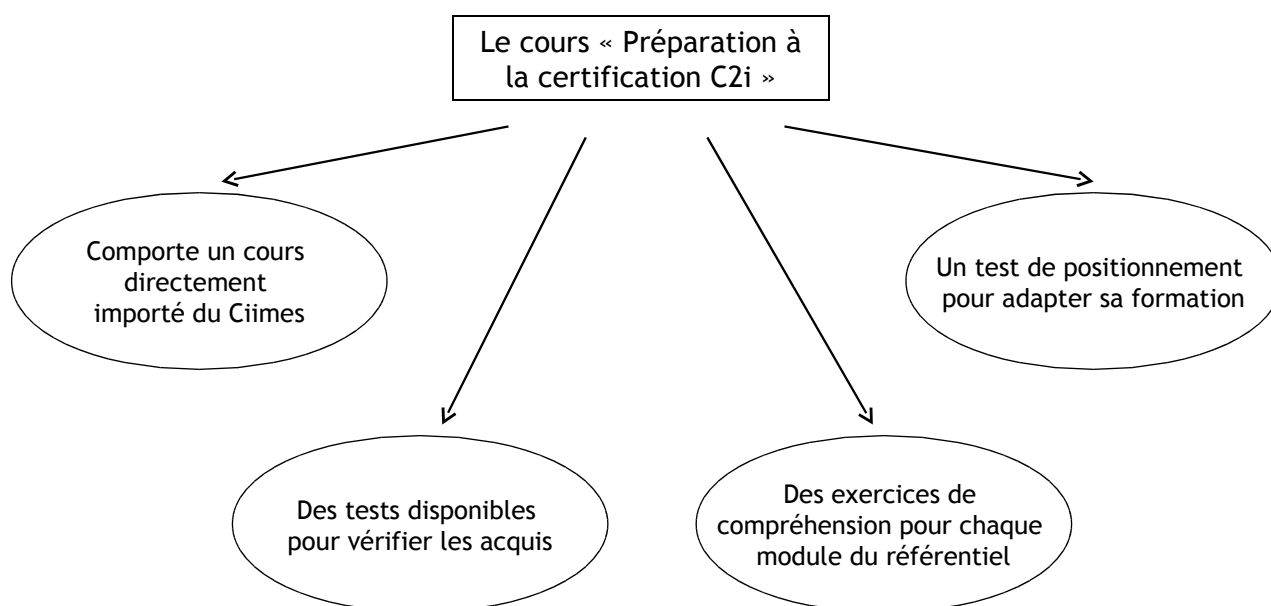 Le cours « Préparation à
la certification C2i »
Comporte un cours
directement
importé du Ciimes
Un test de positionnement
pour adapter sa formation
Des tests disponibles
pour vérifier les acquis
Des exercices de
compréhension pour chaque
module du référentiel